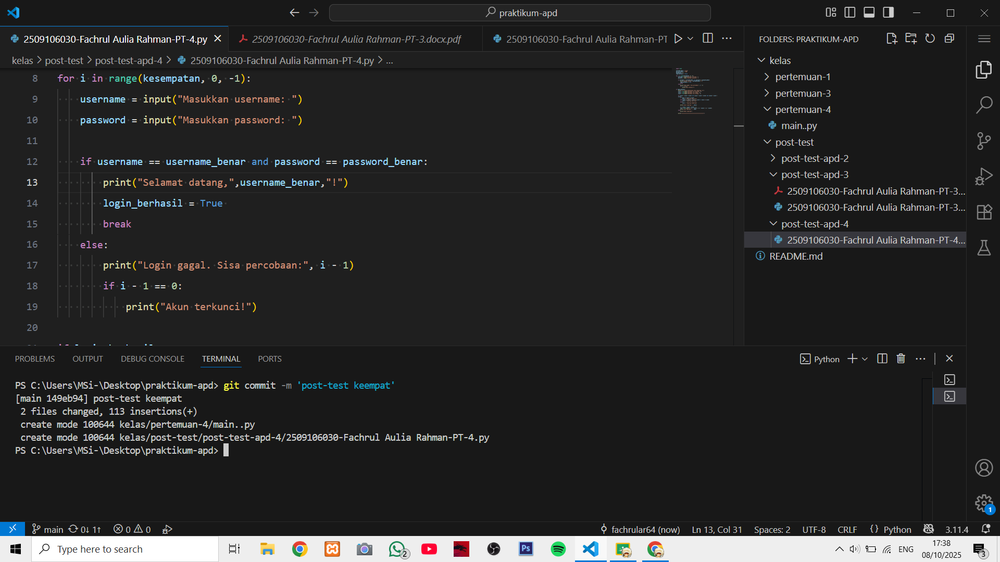 praktikum-apd
2509106030-Fachrul Aulia Rahman-PT-4.py
2509106030-Fachrul Aulia Rahman-PT-3.docx.pdf
2509106030-Fachrul Aulia Rahman-PT
kelas > post-test > post-test-apd-4 > 2509106030-Fachrul Aulia Rahman-PT-4.py > ...
8 for i in range(kesempatan, 0, -1):
9 username = input("Masukkan username: ")
10 password = input("Masukkan password: ")
11
12 if username == username_benar and password == password_benar:
13 print("Selamat datang,",username_benar,"!")
14 login_berhasil = True
15 break
16 else:
17 print("Login gagal. Sisa percobaan:", i - 1)
18 if i - 1 == 0:
19 print("Akun terkunci!")
20
FOLDERS: PRAKTIKUM-APD
kelas
pertemuan-1
pertemuan-3
pertemuan-4
main..py
post-test
post-test-apd-2
post-test-apd-3
2509106030-Fachrul Aulia Rahman-PT-3...
2509106030-Fachrul Aulia Rahman-PT-3...
post-test-apd-4
2509106030-Fachrul Aulia Rahman-PT-4...
README.md
PROBLEMS OUTPUT DEBUG CONSOLE TERMINAL PORTS
Python
PS C:\Users\MSi-\Desktop\praktikum-apd> git commit -m 'post-test keempat'
[main 149eb94] post-test keempat
2 files changed, 113 insertions(+)
create mode 100644 kelas/pertemuan-4/main..py
create mode 100644 kelas/post-test/post-test-apd-4/2509106030-Fachrul Aulia Rahman-PT-4.py
PS C:\Users\MSi-\Desktop\praktikum-apd>
1
main 0↓ 1↑ 0 0
fachrular64 (now) Ln 13, Col 31 Spaces: 2 UTF-8 CRLF {} Python 3.11.4
Type here to search
2
Ps
ENG
17:38
08/10/2025
3